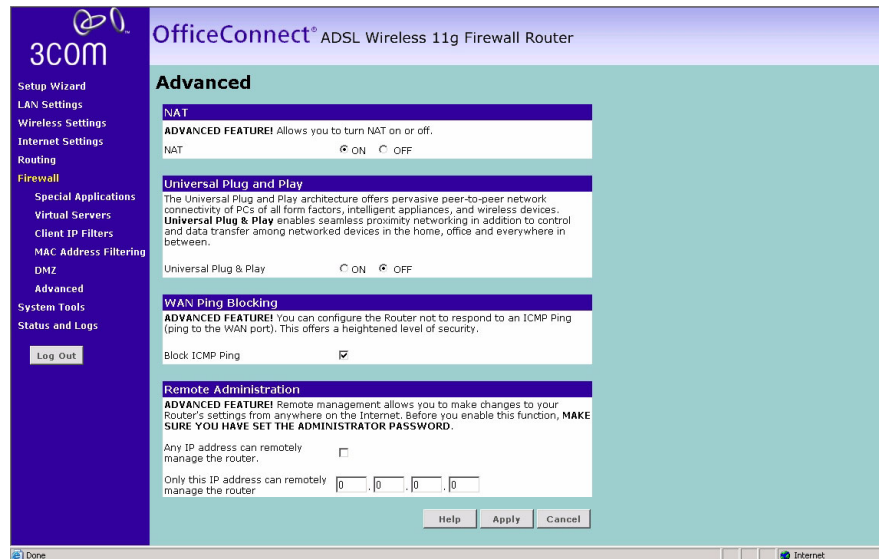 3COM
OfficeConnect® ADSL Wireless 11g Firewall Router
Setup Wizard
LAN Settings
Wireless Settings
Internet Settings
Routing
Firewall
Special Applications
Virtual Servers
Client IP Filters
MAC Address Filtering
DMZ
Advanced
System Tools
Status and Logs
Log Out
Advanced
NAT
ADVANCED FEATURE! Allows you to turn NAT on or off.
NAT ON OFF
Universal Plug and Play
The Universal Plug and Play architecture offers pervasive peer-to-peer network
connectivity of PCs of all form factors, intelligent appliances, and wireless devices.
Universal Plug & Play enables seamless proximity networking in addition to control
and data transfer among networked devices in the home, office and everywhere in
between.
Universal Plug & Play ON OFF
WAN Ping Blocking
ADVANCED FEATURE! You can configure the Router not to respond to an ICMP Ping
(ping to the WAN port). This offers a heightened level of security.
Block ICMP Ping
Remote Administration
ADVANCED FEATURE! Remote management allows you to make changes to your
Router's settings from anywhere on the Internet. Before you enable this function, MAKE
SURE YOU HAVE SET THE ADMINISTRATOR PASSWORD.
Any IP address can remotely
manage the router.
Only this IP address can remotely
manage the router 0 . 0 . 0 . 0
Help Apply Cancel
Done Internet